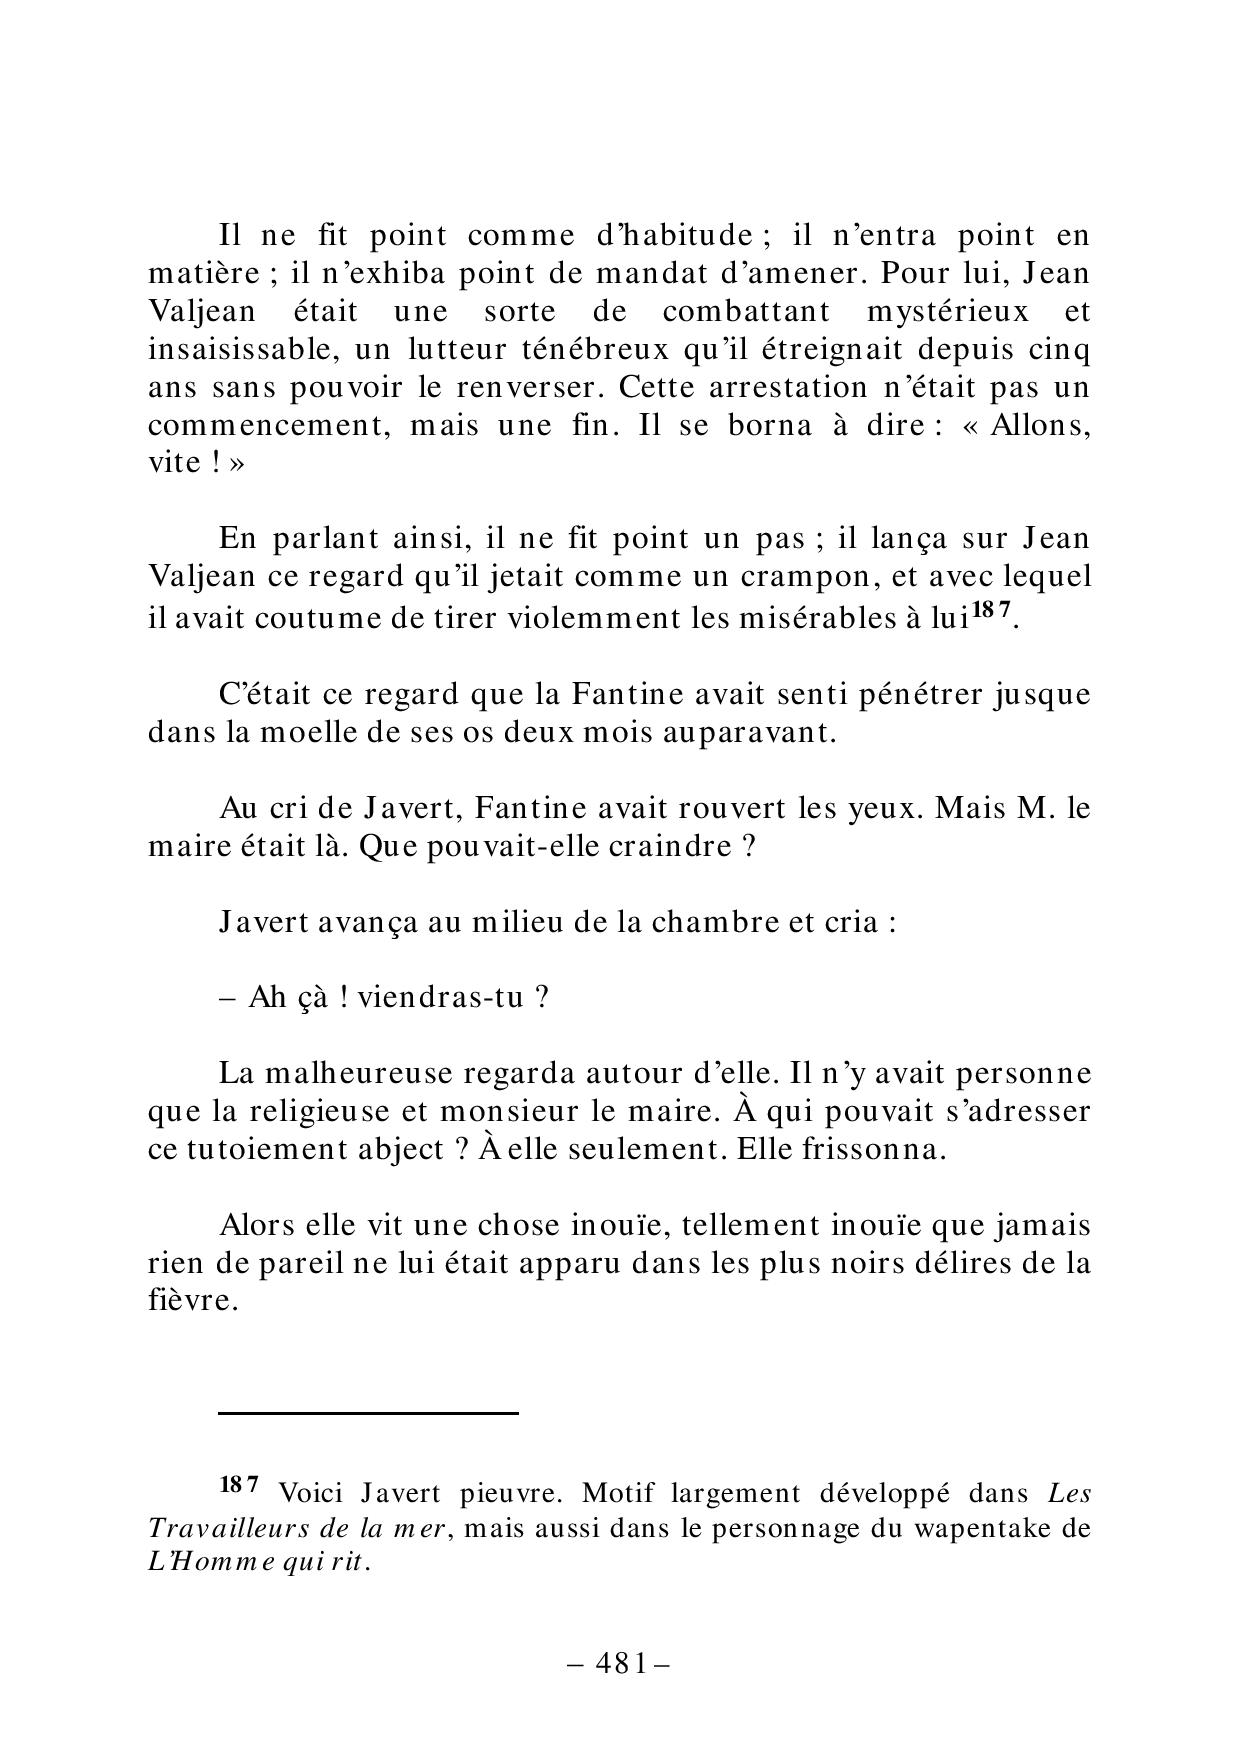 Il ne fit point comme d’habitude ; il n’entra point en
matière ; il n’exhiba point de mandat d’amener. Pour lui, Jean
Valjean était une sorte de combattant mystérieux et
insaisissable, un lutteur ténébreux qu’il étreignait depuis cinq
ans sans pouvoir le renverser. Cette arrestation n’était pas un
commencement, mais une fin. Il se borna à dire : « Allons,
vite ! »
En parlant ainsi, il ne fit point un pas ; il lança sur Jean
Valjean ce regard qu’il jetait comme un crampon, et avec lequel
il avait coutume de tirer violemment les misérables à lui187.
C’était ce regard que la Fantine avait senti pénétrer jusque
dans la moelle de ses os deux mois auparavant.
Au cri de Javert, Fantine avait rouvert les yeux. Mais M. le
maire était là. Que pouvait-elle craindre ?
Javert avança au milieu de la chambre et cria :
– Ah çà ! viendras-tu ?
La malheureuse regarda autour d’elle. Il n’y avait personne
que la religieuse et monsieur le maire. À qui pouvait s’adresser
ce tutoiement abject ? À elle seulement. Elle frissonna.
Alors elle vit une chose inouïe, tellement inouïe que jamais
rien de pareil ne lui était apparu dans les plus noirs délires de la
fièvre.
187 Voici Javert pieuvre. Motif largement développé dans Les
Travailleurs de la mer, mais aussi dans le personnage du wapentake de
L’Homme qui rit.
– 481 –